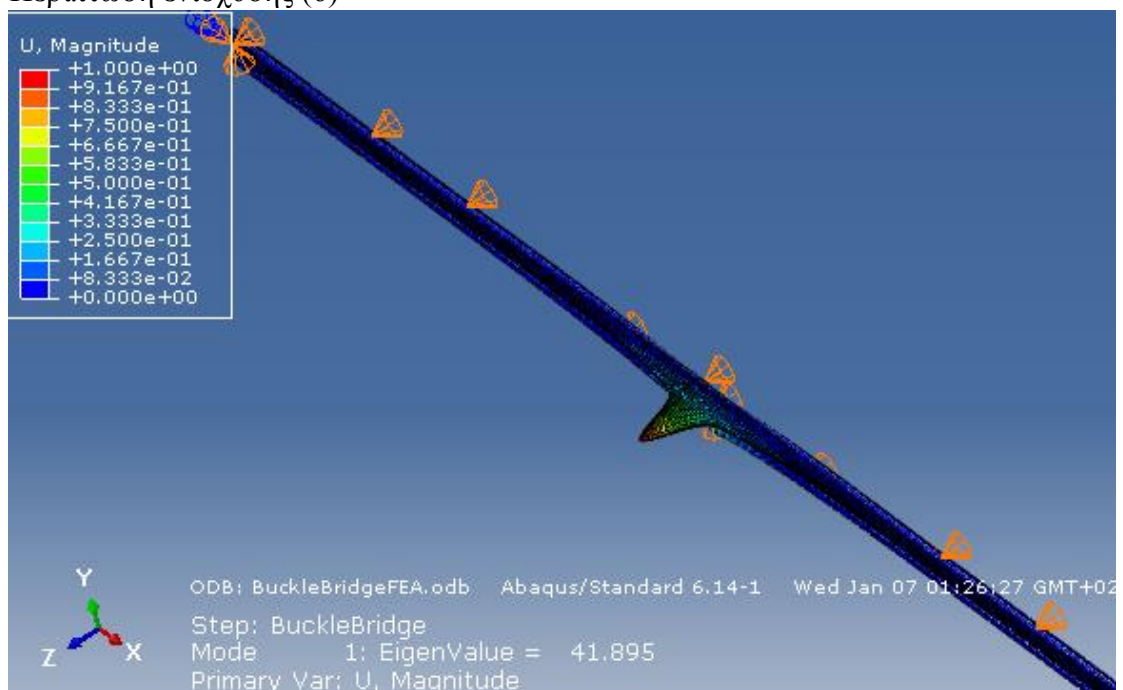 Περίπτωση ενίσχυσης (6)
U, Magnitude
+1.000e+00
+9.167e-01
+8.333e-01
+7.500e-01
+6.667e-01
+5.833e-01
+5.000e-01
+4.167e-01
+3.333e-01
+2.500e-01
+1.667e-01
+8.333e-02
+0.000e+00
Y
Z X
ODB: BuckleBridgeFEA.odb Abaqus/Standard 6.14-1 Wed Jan 07 01:26:27 GMT+02
Step: BuckleBridge
Mode 1: EigenValue = 41.895
Primary Var: U, Magnitude